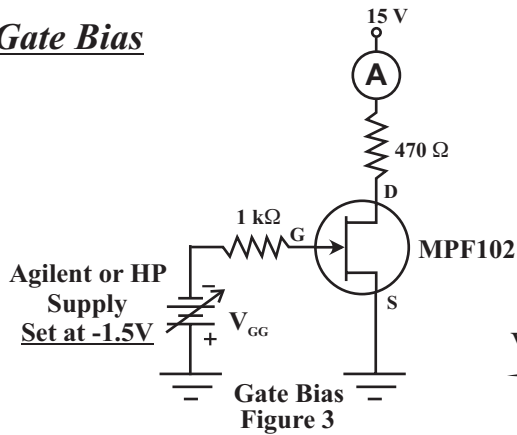 Gate Bias
15 V
A
470 Ω
D
1 kΩ
G
MPF102
Agilent or HP
Supply
Set at -1.5V
−
+
V_GG
S
Gate Bias
Figure 3